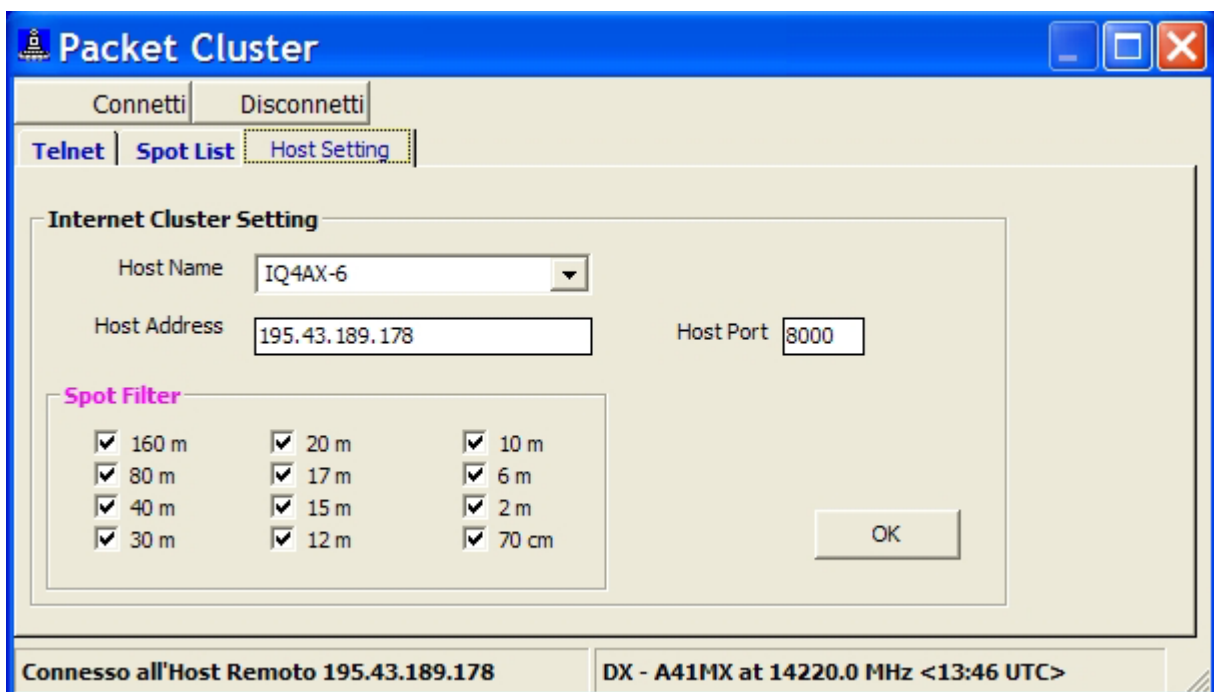 Packet Cluster
Connetti Disconnetti
Telnet Spot List Host Setting
Internet Cluster Setting
Host Name IQ4AX-6
Host Address 195.43.189.178 Host Port 8000
Spot Filter
160 m 20 m 10 m
80 m 17 m 6 m
40 m 15 m 2 m
30 m 12 m 70 cm
OK
Connesso all'Host Remoto 195.43.189.178 DX - A41MX at 14220.0 MHz <13:46 UTC>